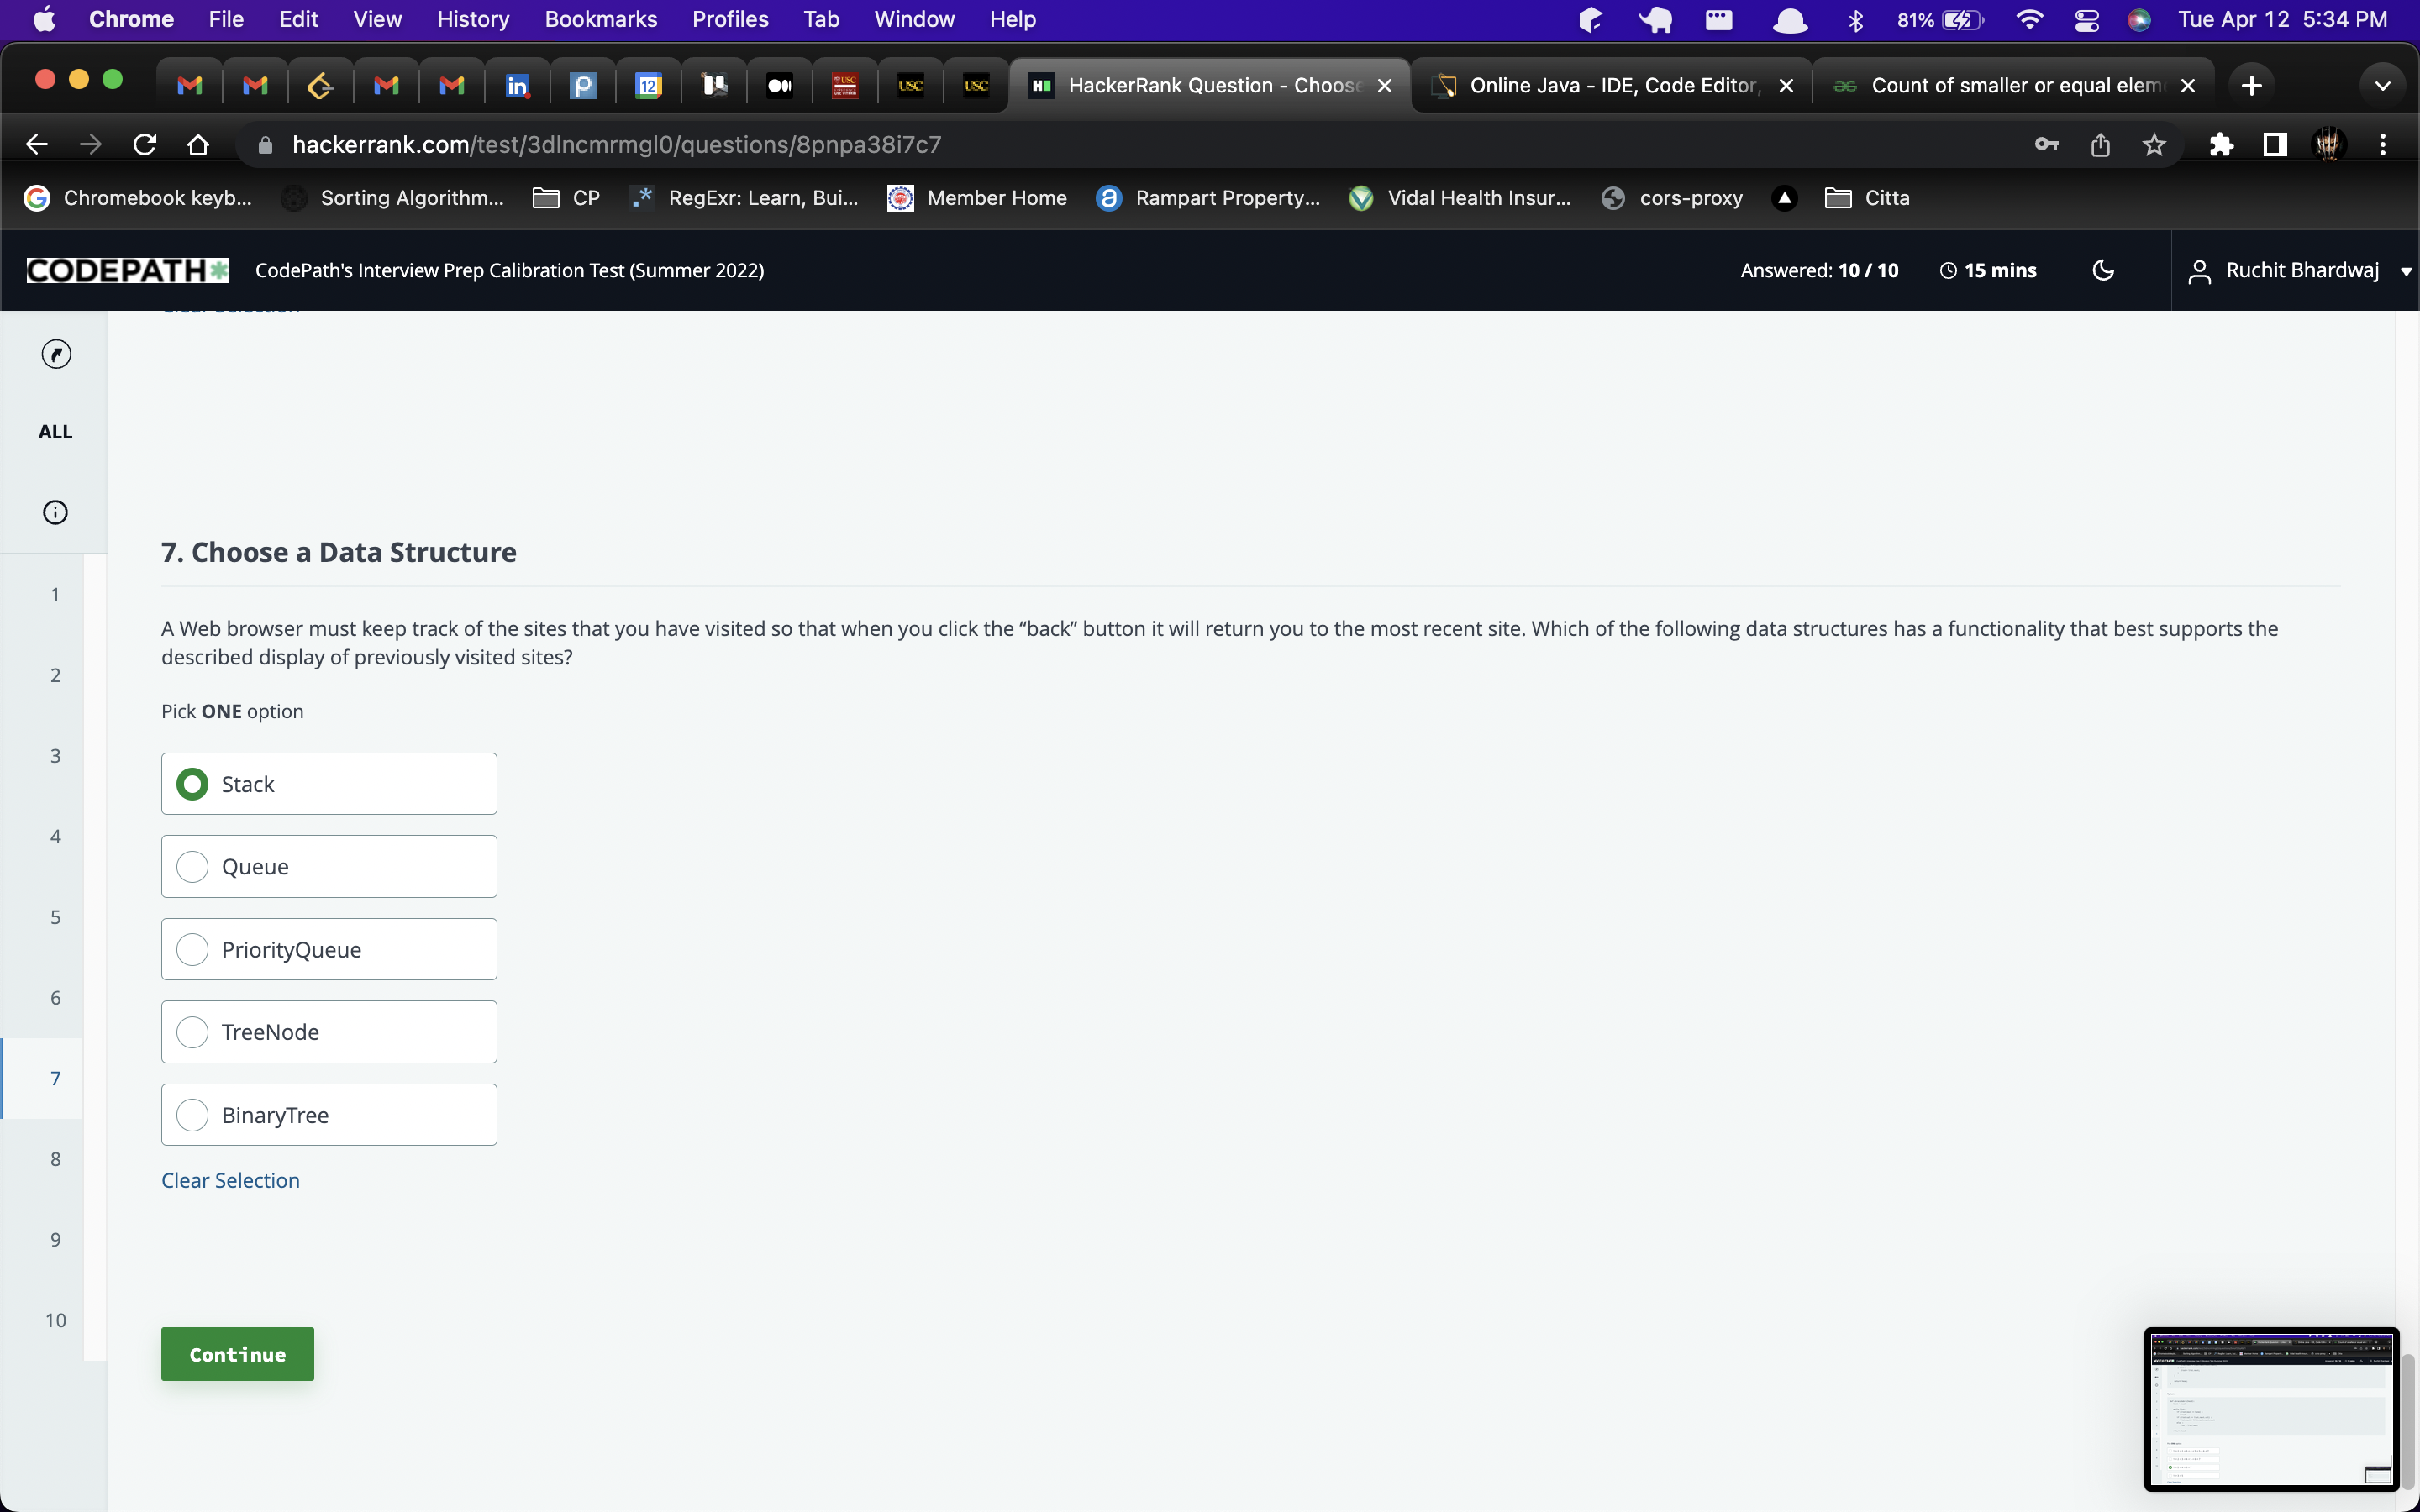 Chrome File Edit View History Bookmarks Profiles Tab Window Help 81% Tue Apr 12 5:34 PM
in P 12 USC USC HackerRank Question - Choose Online Java - IDE, Code Editor, Count of smaller or equal elem
hackerrank.com/test/3dlncmrmgl0/questions/8pnpa38i7c7
Chromebook keyb... Sorting Algorithm... CP RegExr: Learn, Bui... Member Home Rampart Property... Vidal Health Insur... cors-proxy Citta
CODEPATH* CodePath's Interview Prep Calibration Test (Summer 2022) Answered: 10 / 10 15 mins Ruchit Bhardwaj
Clear Selection
ALL
7. Choose a Data Structure
1
A Web browser must keep track of the sites that you have visited so that when you click the “back” button it will return you to the most recent site. Which of the following data structures has a functionality that best supports the
described display of previously visited sites?
2
Pick ONE option
3
Stack
4
Queue
5
PriorityQueue
6
TreeNode
7
BinaryTree
8
Clear Selection
9
10
Continue